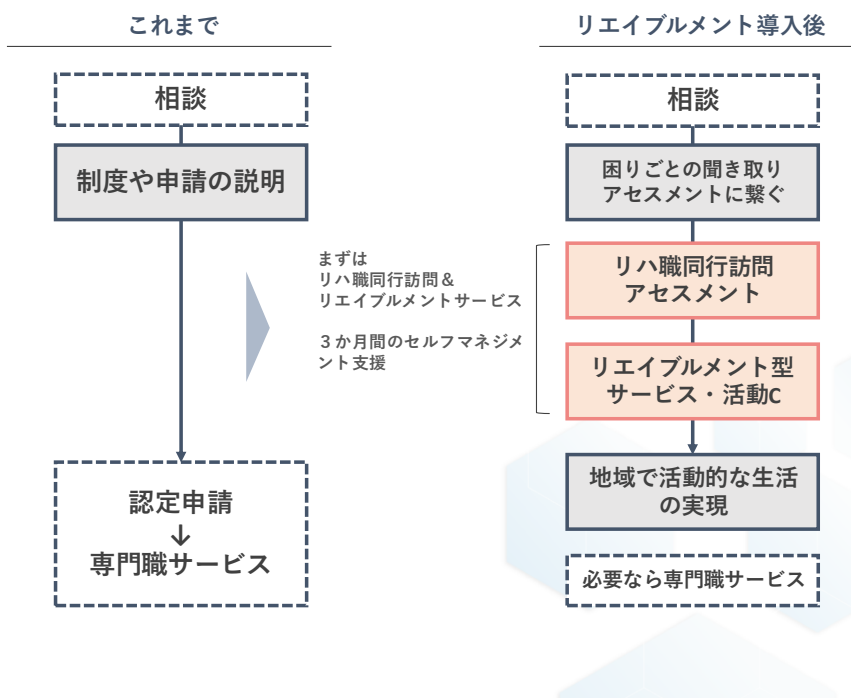 これまで
相談
制度や申請の説明
認定申請
↓
専門職サービス
まずは
リハ職同行訪問＆
リエイブルメントサービス
３か月間のセルフマネジメ
ント支援
リエイブルメント導入後
相談
困りごとの聞き取り
アセスメントに繋ぐ
リハ職同行訪問
アセスメント
リエイブルメント型
サービス・活動C
地域で活動的な生活
の実現
必要なら専門職サービス